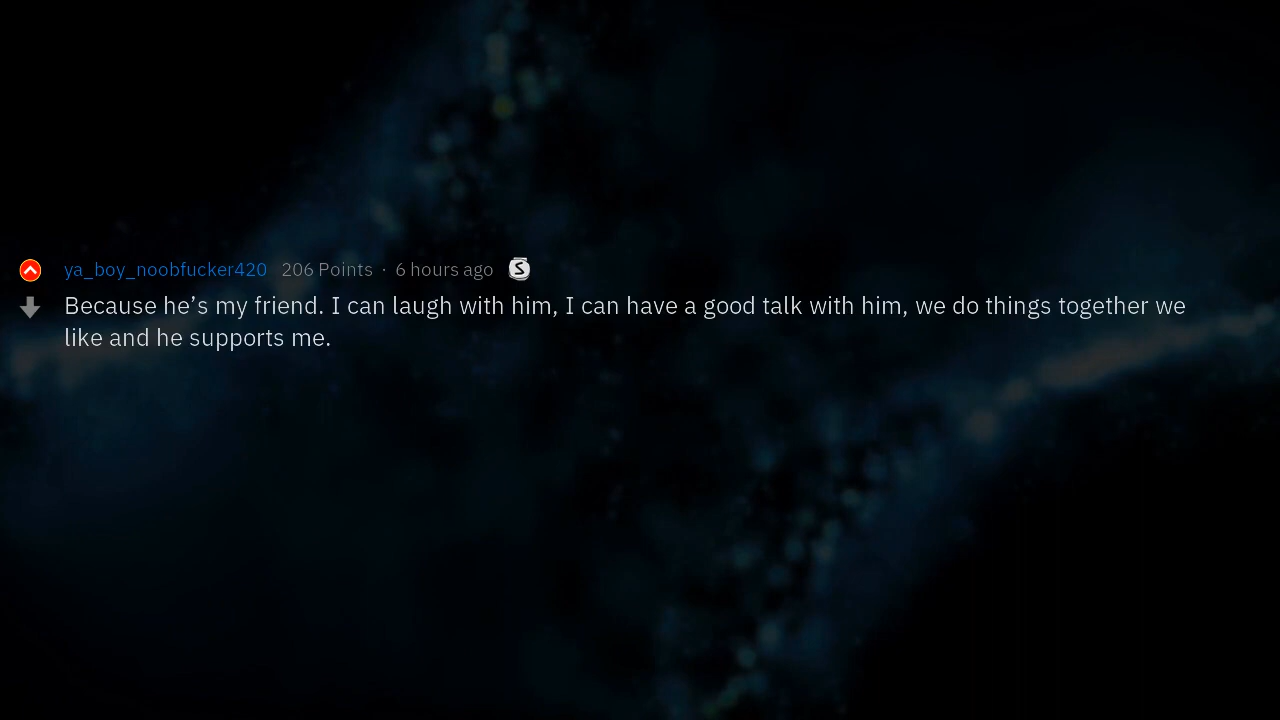 ya_boy_noobfucker420 206 Points · 6 hours ago S
Because he’s my friend. I can laugh with him, I can have a good talk with him, we do things together we
like and he supports me.